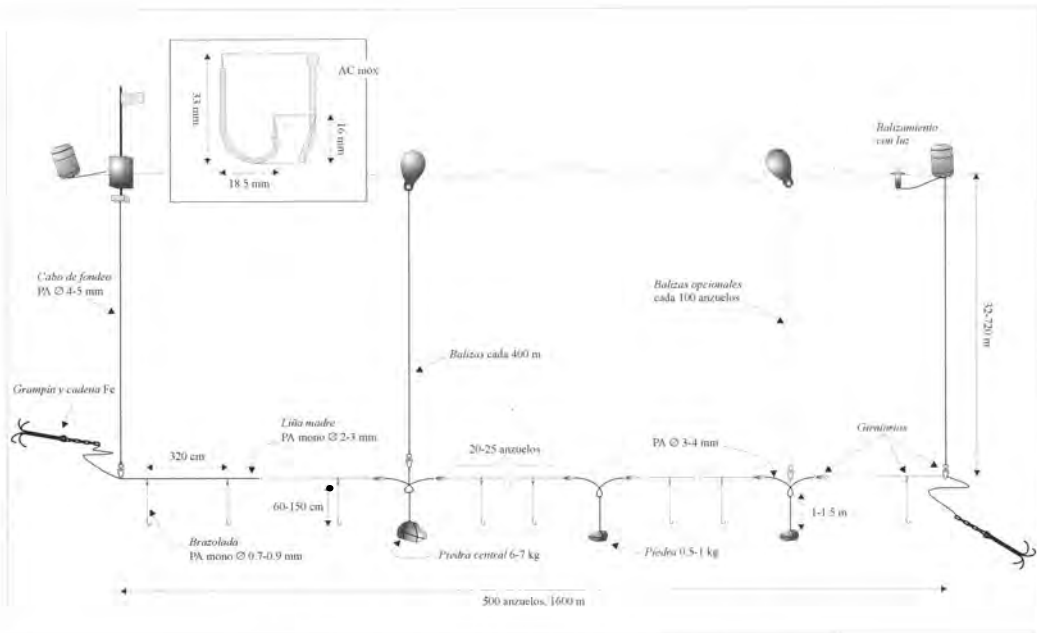 AC inox
33 mm
16 mm
18.5 mm
Balizamiento
con luz
Cabo de fondeo
PA Ø 4-5 mm
Balizas opcionales
cada 100 anzuelos
32-720 m
Balizas cada 400 m
Grampín y cadena Fe
Liña madre
PA mono Ø 2-3 mm
320 cm
20-25 anzuelos
PA Ø 3-4 mm
Giratorios
60-150 cm
1-1.5 m
Brazolada
PA mono Ø 0.7-0.9 mm
Piedra central 6-7 kg
Piedra 0.5-1 kg
500 anzuelos, 1600 m